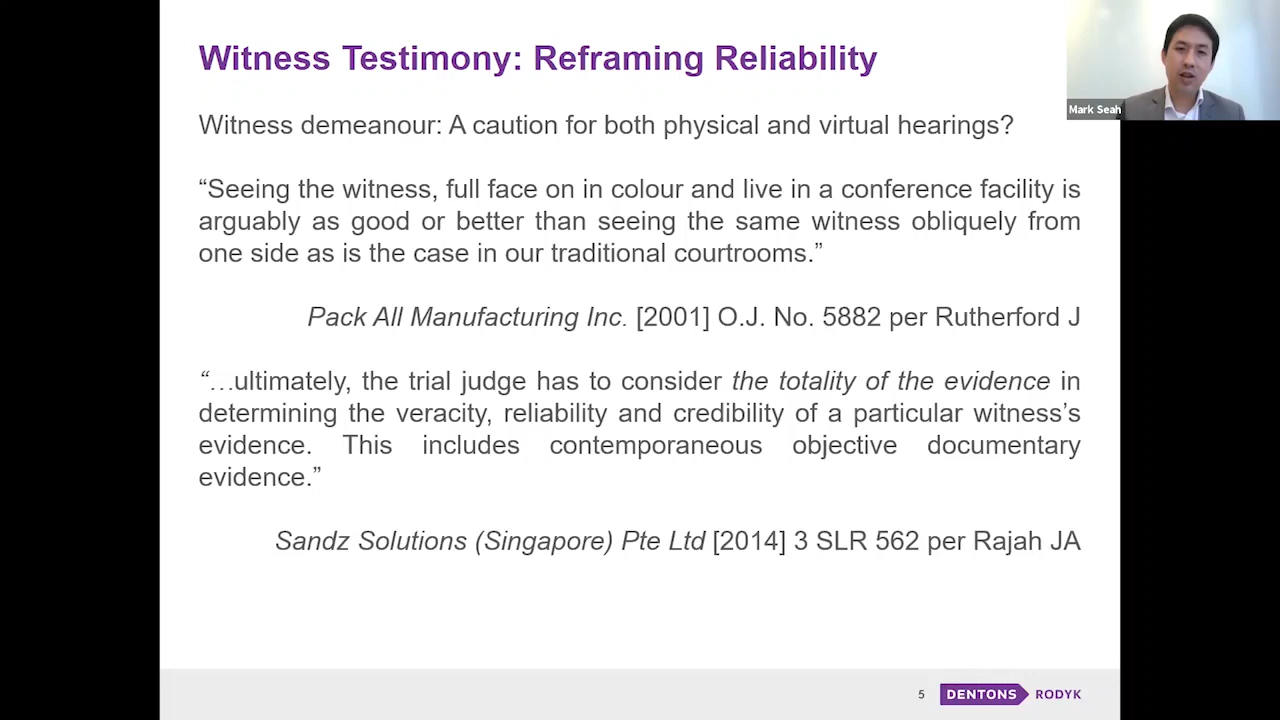 Witness Testimony: Reframing Reliability
Mark Seah
Witness demeanour: A caution for both physical and virtual hearings?
“Seeing the witness, full face on in colour and live in a conference facility is
arguably as good or better than seeing the same witness obliquely from
one side as is the case in our traditional courtrooms.”
Pack All Manufacturing Inc. [2001] O.J. No. 5882 per Rutherford J
“…ultimately, the trial judge has to consider the totality of the evidence in
determining the veracity, reliability and credibility of a particular witness’s
evidence. This includes contemporaneous objective documentary
evidence.”
Sandz Solutions (Singapore) Pte Ltd [2014] 3 SLR 562 per Rajah JA
5 DENTONS RODYK